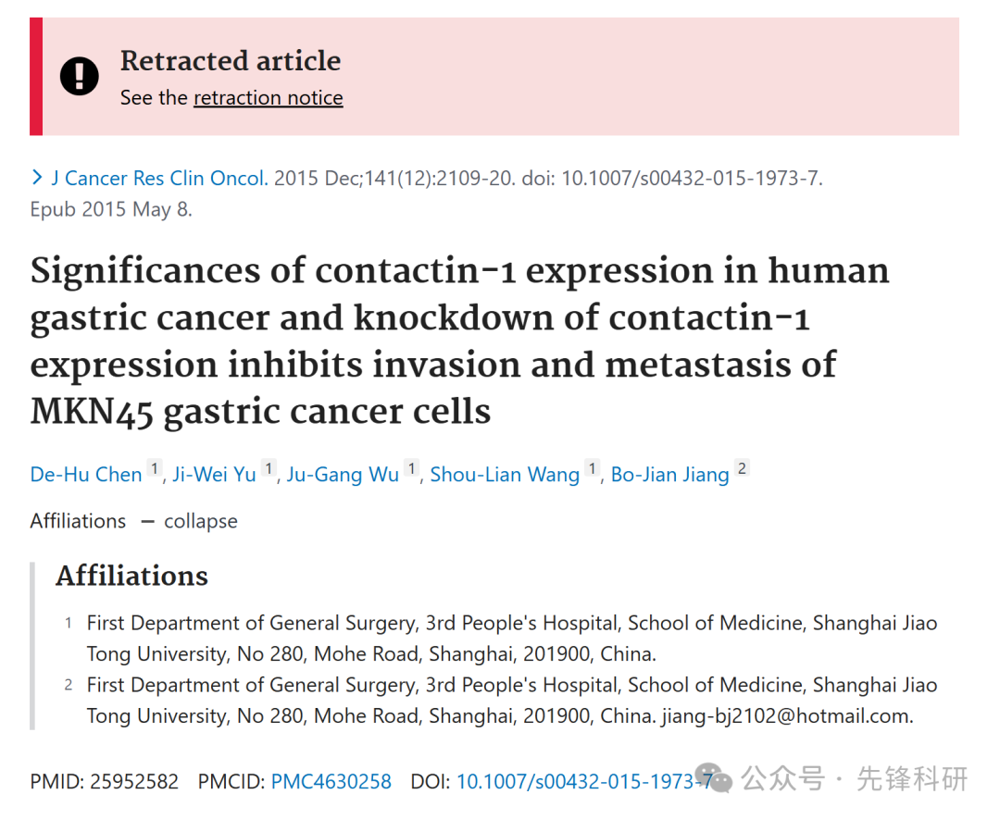 Retracted article
See the retraction notice
J Cancer Res Clin Oncol. 2015 Dec;141(12):2109-20. doi: 10.1007/s00432-015-1973-7.
Epub 2015 May 8.
Significances of contactin-1 expression in human
gastric cancer and knockdown of contactin-1
expression inhibits invasion and metastasis of
MKN45 gastric cancer cells
De-Hu Chen 1, Ji-Wei Yu 1, Ju-Gang Wu 1, Shou-Lian Wang 1, Bo-Jian Jiang 2
Affiliations — collapse
Affiliations
1 First Department of General Surgery, 3rd People's Hospital, School of Medicine, Shanghai Jiao
Tong University, No 280, Mohe Road, Shanghai, 201900, China.
2 First Department of General Surgery, 3rd People's Hospital, School of Medicine, Shanghai Jiao
Tong University, No 280, Mohe Road, Shanghai, 201900, China. jiang-bj2102@hotmail.com.
PMID: 25952582 PMCID: PMC4630258 DOI: 10.1007/s00432-015-1973-7
公众号 · 先锋科研